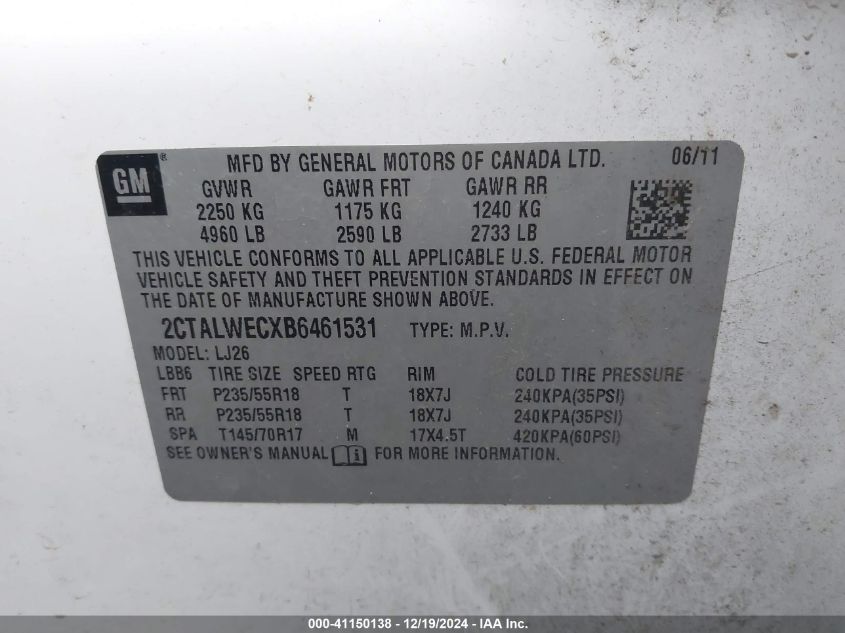 GM ®
MFD BY GENERAL MOTORS OF CANADA LTD. 06/11
GVWR GAWR FRT GAWR RR
2250 KG 1175 KG 1240 KG
4960 LB 2590 LB 2733 LB
THIS VEHICLE CONFORMS TO ALL APPLICABLE U.S. FEDERAL MOTOR
VEHICLE SAFETY AND THEFT PREVENTION STANDARDS IN EFFECT ON
THE DATE OF MANUFACTURE SHOWN ABOVE.
2CTALWECXB6461531 TYPE: M.P.V.
MODEL: LJ26
LBB6 TIRE SIZE SPEED RTG RIM COLD TIRE PRESSURE
FRT P235/55R18 T 18X7J 240KPA(35PSI)
RR P235/55R18 T 18X7J 240KPA(35PSI)
SPA T145/70R17 M 17X4.5T 420KPA(60PSI)
SEE OWNER'S MANUAL i FOR MORE INFORMATION.
000-41150138 - 12/19/2024 - IAA Inc.